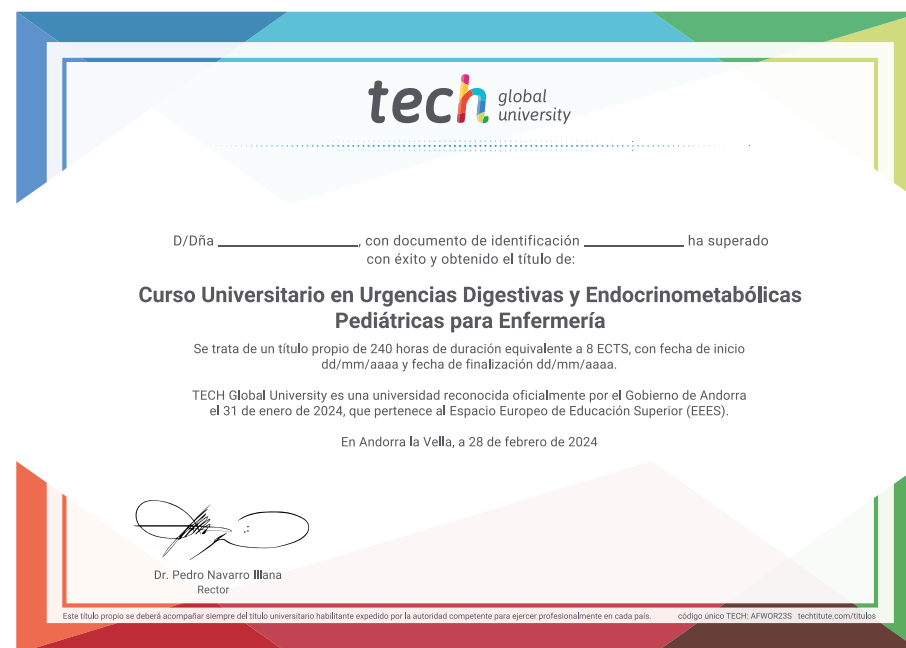 tech global university
D/Dña ____________________, con documento de identificación ______________ ha superado
con éxito y obtenido el título de:
Curso Universitario en Urgencias Digestivas y Endocrinometabólicas
Pediátricas para Enfermería
Se trata de un título propio de 240 horas de duración equivalente a 8 ECTS, con fecha de inicio
dd/mm/aaaa y fecha de finalización dd/mm/aaaa.
TECH Global University es una universidad reconocida oficialmente por el Gobierno de Andorra
el 31 de enero de 2024, que pertenece al Espacio Europeo de Educación Superior (EEES).
En Andorra la Vella, a 28 de febrero de 2024
Dr. Pedro Navarro Illana
Rector
Este título propio se deberá acompañar siempre del título universitario habilitante expedido por la autoridad competente para ejercer profesionalmente en cada país. código único TECH: AFWOR23S techtitute.com/titulos